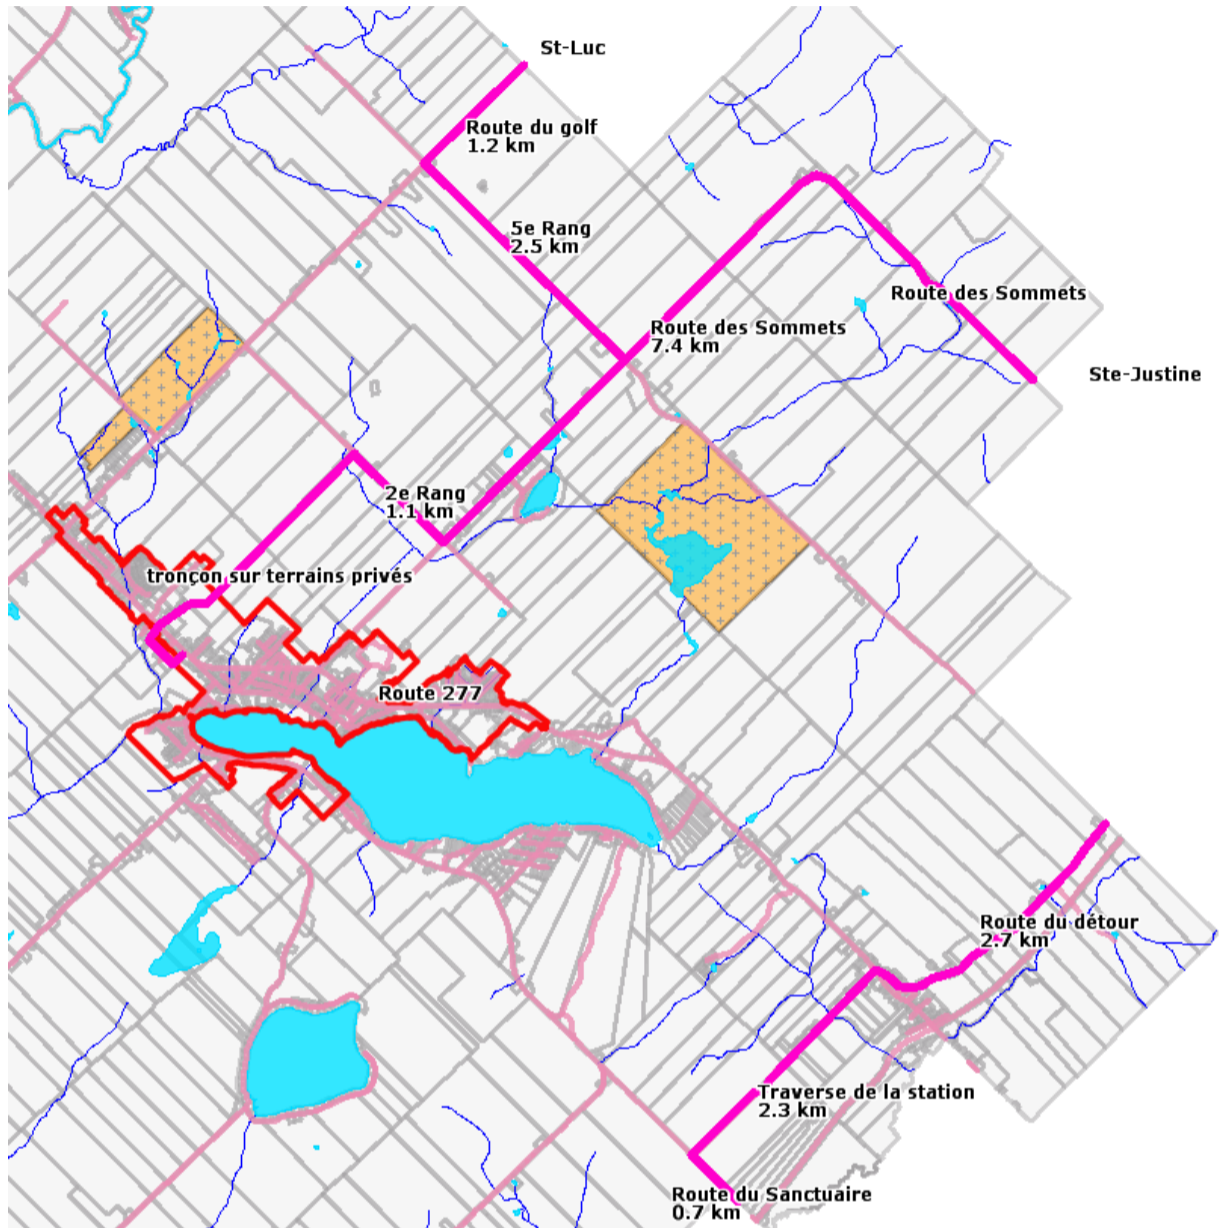 St-Luc
Route du golf
1.2 km
5e Rang
2.5 km
Route des Sommets
Route des Sommets
7.4 km
Ste-Justine
2e Rang
1.1 km
tronçon sur terrains privés
Route 277
Route du détour
2.7 km
Traverse de la station
2.3 km
Route du Sanctuaire
0.7 km